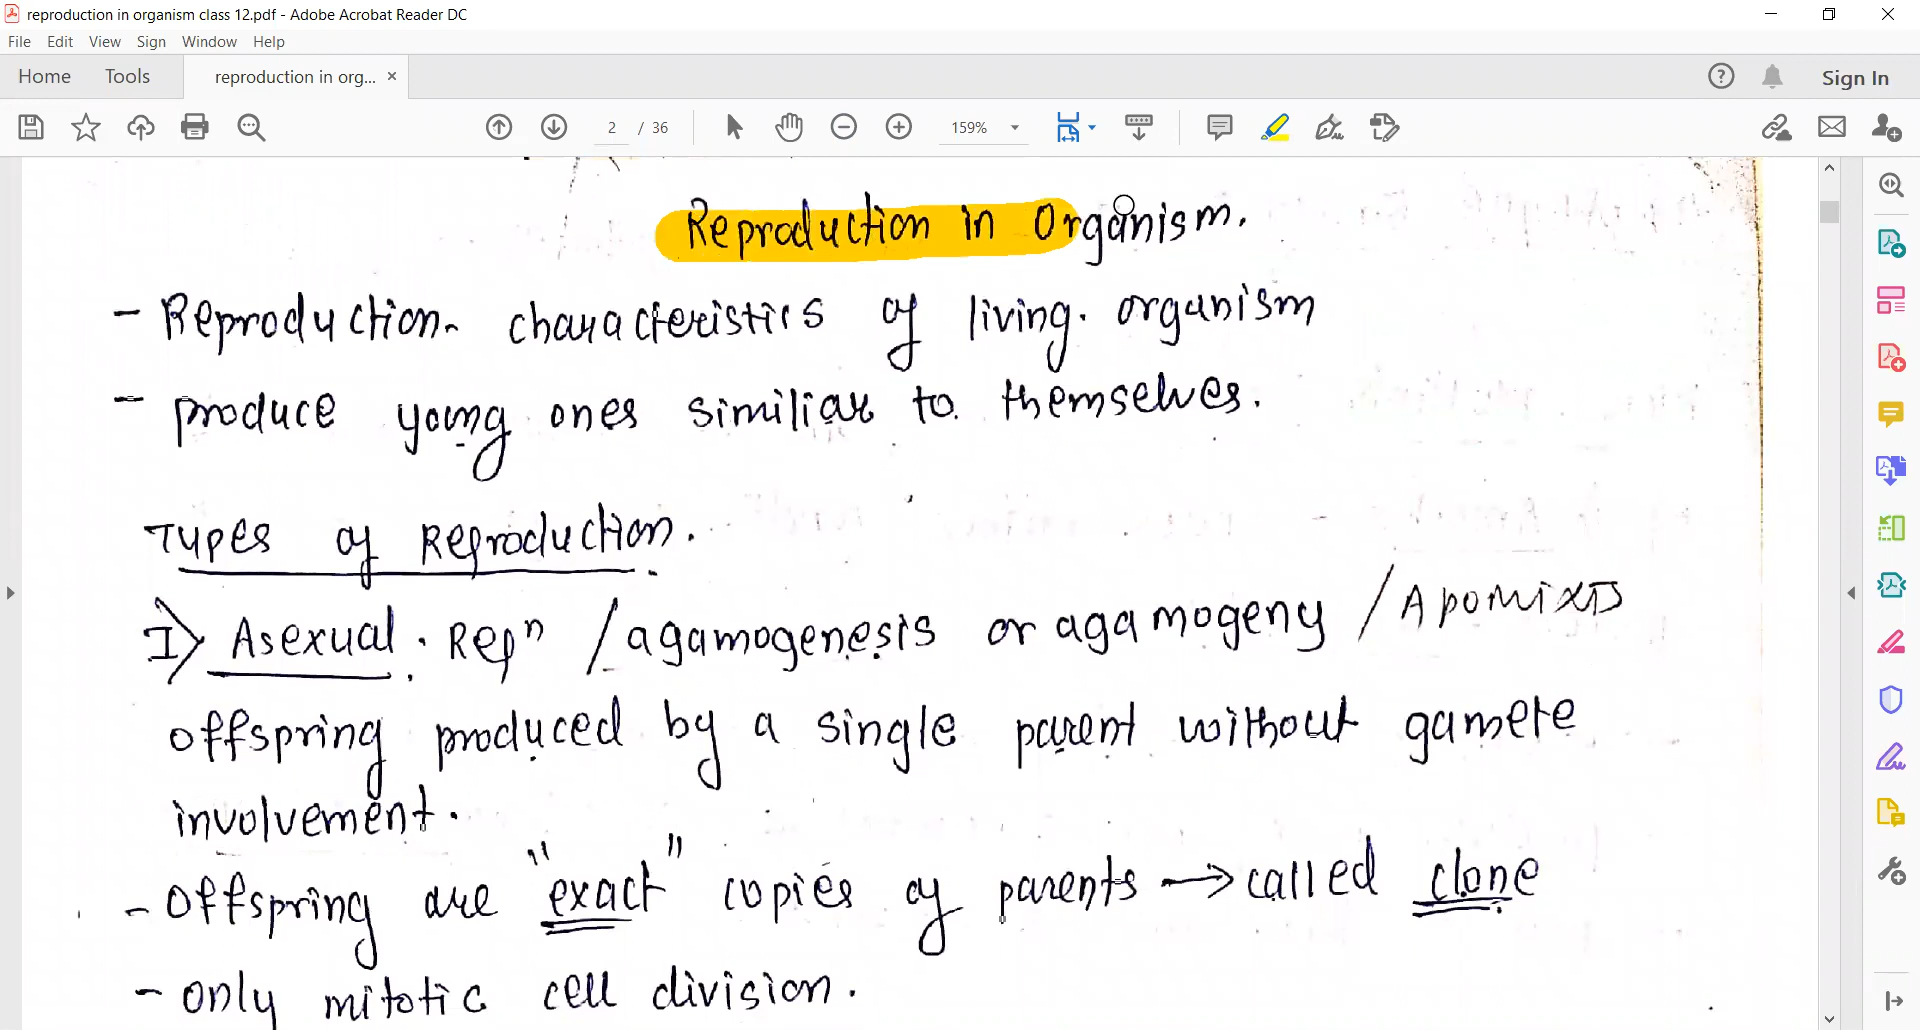 reproduction in organism class 12.pdf - Adobe Acrobat Reader DC
File Edit View Sign Window Help
Home Tools reproduction in org... × Sign In
2 / 36 159%
Reproduction in Organism.
- Reproduction - characteristics of living organism
- produce young ones similiar to themselves.
Types of Reproduction.
I> Asexual. Repⁿ / agamogenesis or agamogeny / Apomixis
offspring produced by a single parent without gamete
involvement.
- offspring are "exact" copies of parents → called clone
- only mitotic cell division.